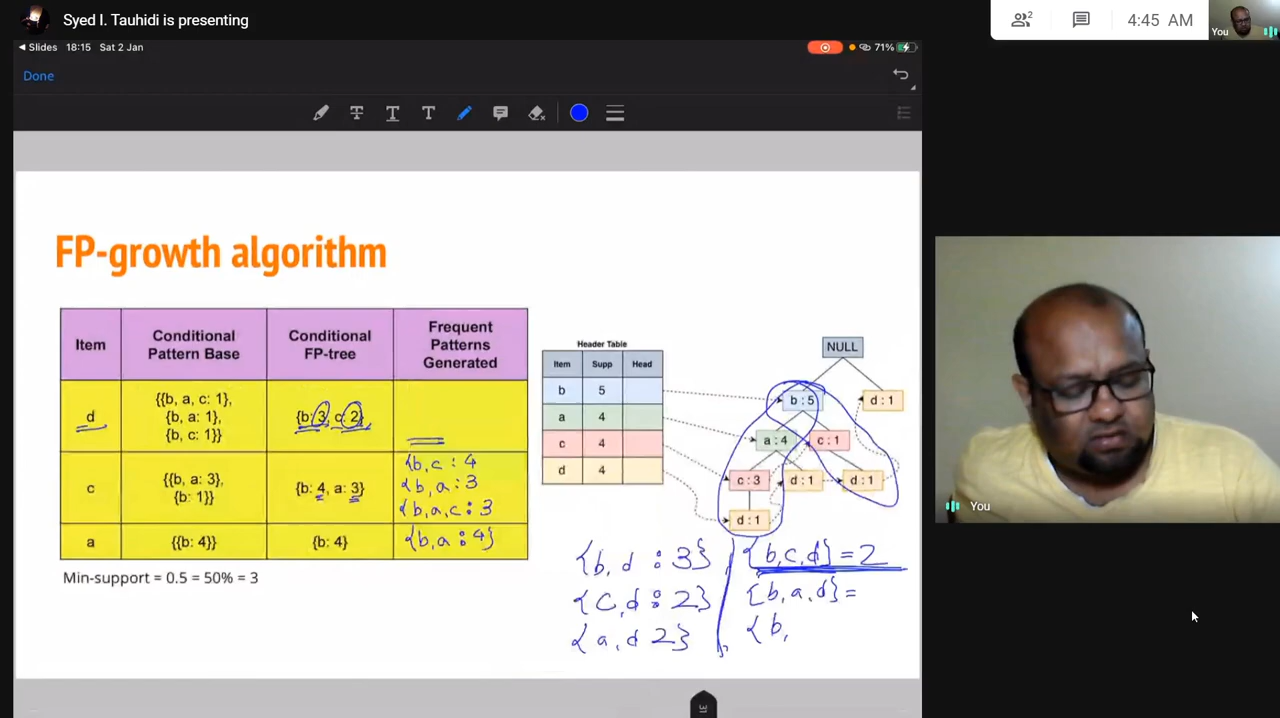 Syed I. Tauhidi is presenting
2
4:45 AM
You
Slides 18:15 Sat 2 Jan
71%
Done
FP-growth algorithm
Item Conditional Pattern Base Conditional FP-tree Frequent Patterns Generated
d {{b, a, c: 1}, {b, a: 1}, {b, c: 1}} {b: 3, c: 2}
c {{b, a: 3}, {b: 1}} {b: 4, a: 3}
{b,c : 4
{b,a : 3
{b,a,c : 3
a {{b: 4}} {b: 4} {b,a : 4}
Min-support = 0.5 = 50% = 3
Header Table
Item Supp Head
b 5
a 4
c 4
d 4
NULL
b : 5 d : 1
a : 4 c : 1
c : 3 d : 1 d : 1
d : 1
{b,d : 3}
{c,d : 2}
{a,d 2}
{b,c,d} = 2
{b,a,d} =
{b,
You